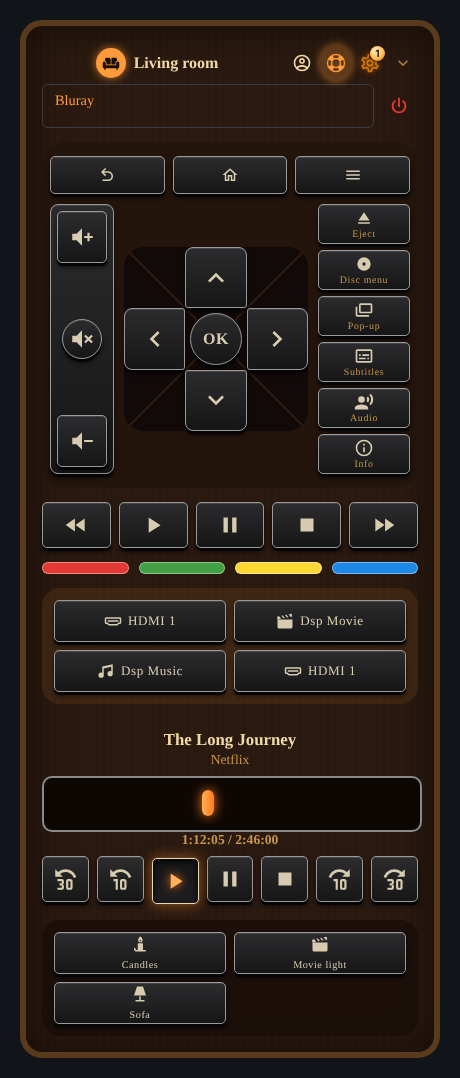 Living room
1
Bluray
Eject
Disc menu
Pop-up
Subtitles
Audio
Info
OK
HDMI 1
Dsp Movie
Dsp Music
HDMI 1
The Long Journey
Netflix
1:12:05 / 2:46:00
30
10
10
30
Candles
Movie light
Sofa